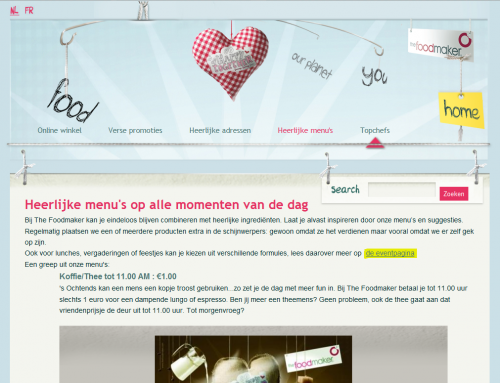 NL FR
food
our planet
you
the foodmaker
home
Online winkel Verse promoties Heerlijke adressen Heerlijke menu's Topchefs
search Zoeken
Heerlijke menu's op alle momenten van de dag
Bij The Foodmaker kan je eindeloos blijven combineren met heerlijke ingrediënten. Laat je alvast inspireren door onze menu's en suggesties.
Regelmatig plaatsen we een of meerdere producten extra in de schijnwerpers: gewoon omdat ze het verdienen maar vooral omdat we er zelf gek
op zijn.
Ook voor lunches, vergaderingen of feestjes kan je kiezen uit verschillende formules, lees daarover meer op de eventpagina
Een greep uit onze menu's:
Koffie/Thee tot 11.00 AM : €1.00
's Ochtends kan een mens een kopje troost gebruiken...zo zet je de dag met meer fun in. Bij The Foodmaker betaal je tot 11.00 uur
slechts 1 euro voor een dampende lungo of espresso. Ben jij meer een theemens? Geen probleem, ook de thee gaat aan dat
vriendenprijsje de deur uit tot 11.00 uur. Tot morgenvroeg?
the foodmaker